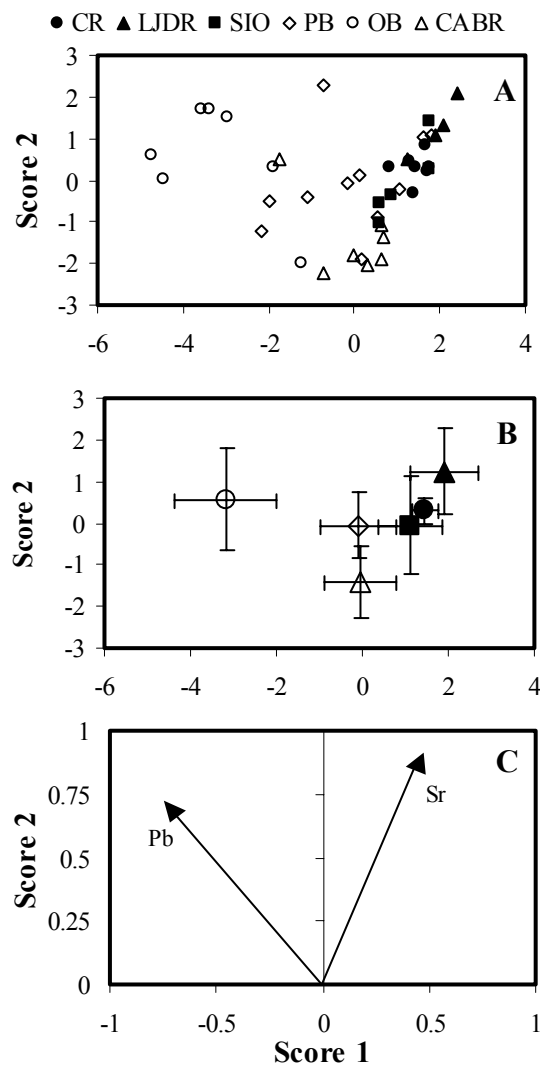 ● CR ▲ LJDR ■ SIO ◇ PB ○ OB △ CABR
A
Score 2
3
2
1
0
-1
-2
-3
-6 -4 -2 0 2 4
B
Score 2
3
2
1
0
-1
-2
-3
-6 -4 -2 0 2 4
C
Score 2
1
0.75
0.5
0.25
0
Pb
Sr
-1 -0.5 0 0.5 1
Score 1